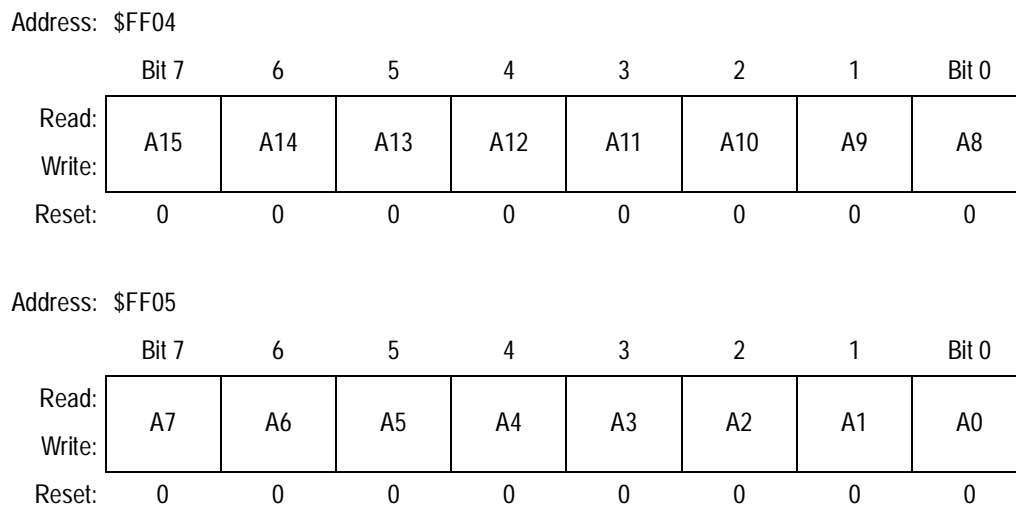 Address: $FF04
Bit 7 6 5 4 3 2 1 Bit 0
Read:
A15 A14 A13 A12 A11 A10 A9 A8
Write:
Reset: 0 0 0 0 0 0 0 0
Address: $FF05
Bit 7 6 5 4 3 2 1 Bit 0
Read:
A7 A6 A5 A4 A3 A2 A1 A0
Write:
Reset: 0 0 0 0 0 0 0 0